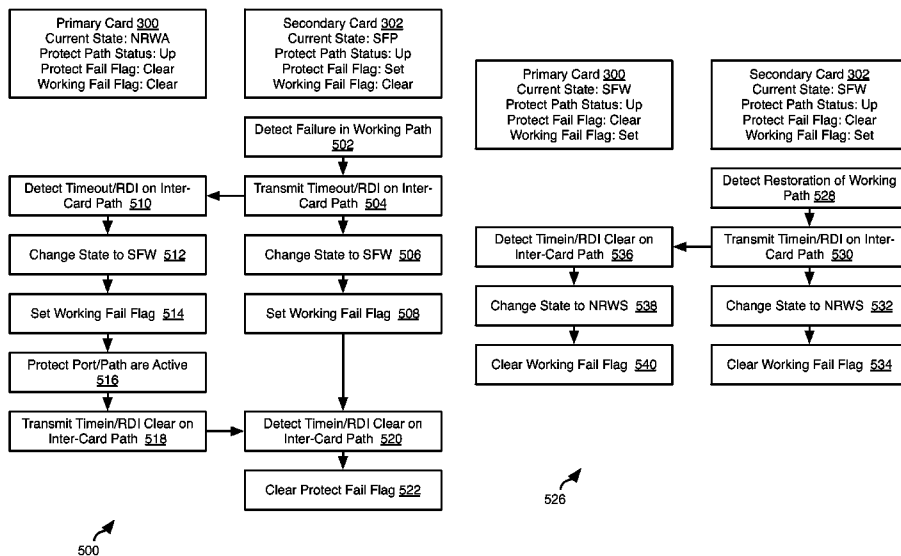 Primary Card 300
Current State: NRWA
Protect Path Status: Up
Protect Fail Flag: Clear
Working Fail Flag: Clear
Secondary Card 302
Current State: SFP
Protect Path Status: Up
Protect Fail Flag: Set
Working Fail Flag: Clear
Detect Failure in Working Path
502
Detect Timeout/RDI on Inter-
Card Path 510
Transmit Timeout/RDI on Inter-
Card Path 504
Change State to SFW 512
Change State to SFW 506
Set Working Fail Flag 514
Set Working Fail Flag 508
Protect Port/Path are Active
516
Transmit Timein/RDI Clear on
Inter-Card Path 518
Detect Timein/RDI Clear on
Inter-Card Path 520
Clear Protect Fail Flag 522
500
Primary Card 300
Current State: SFW
Protect Path Status: Up
Protect Fail Flag: Clear
Working Fail Flag: Set
Secondary Card 302
Current State: SFW
Protect Path Status: Up
Protect Fail Flag: Clear
Working Fail Flag: Set
Detect Restoration of Working
Path 528
Detect Timein/RDI Clear on
Inter-Card Path 536
Transmit Timein/RDI on Inter-
Card Path 530
Change State to NRWS 538
Change State to NRWS 532
Clear Working Fail Flag 540
Clear Working Fail Flag 534
526